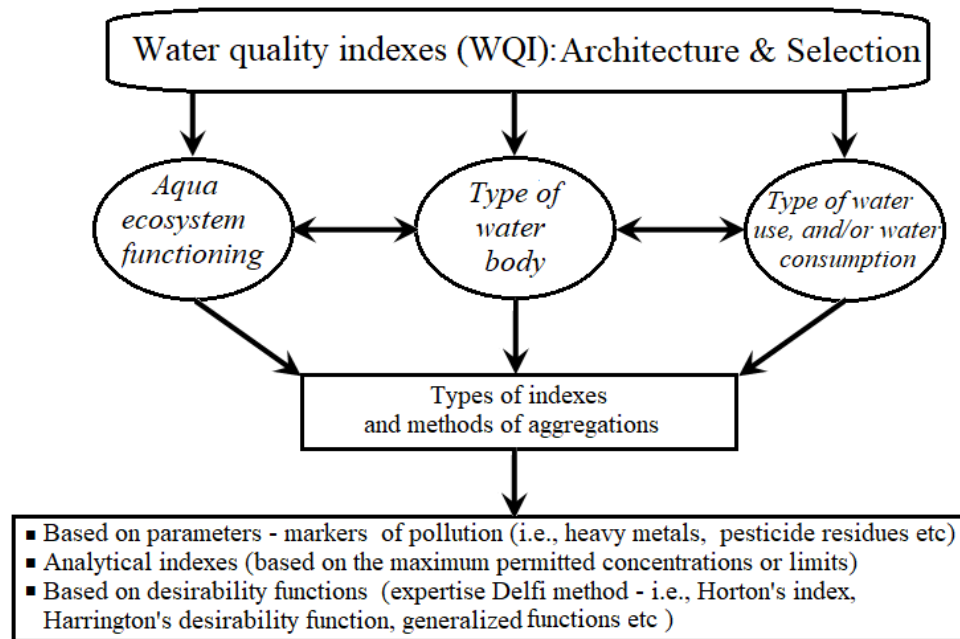 Water quality indexes (WQI): Architecture & Selection
Aqua
ecosystem
functioning
Type of
water
body
Type of water
use, and/or water
consumption
Types of indexes
and methods of aggregations
▪ Based on parameters - markers of pollution (i.e., heavy metals, pesticide residues etc)
▪ Analytical indexes (based on the maximum permitted concentrations or limits)
▪ Based on desirability functions (expertise Delfi method - i.e., Horton's index,
Harrington's desirability function, generalized functions etc )